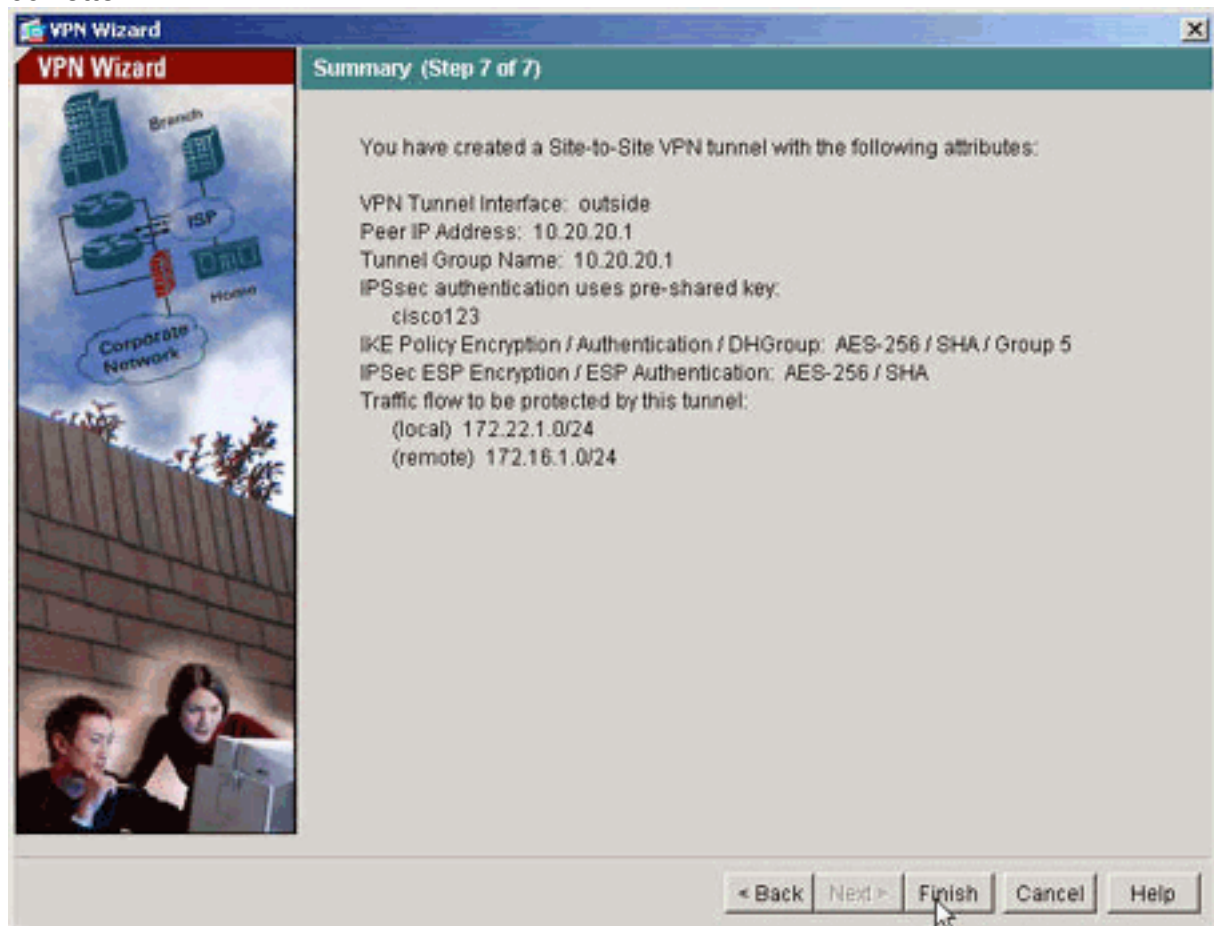 VPN Wizard
VPN Wizard
Summary (Step 7 of 7)
Branch
ISP
Home
Corporate
Network
You have created a Site-to-Site VPN tunnel with the following attributes:
VPN Tunnel Interface: outside
Peer IP Address: 10.20.20.1
Tunnel Group Name: 10.20.20.1
IPSsec authentication uses pre-shared key:
cisco123
IKE Policy Encryption / Authentication / DHGroup: AES-256 / SHA / Group 5
IPSec ESP Encryption / ESP Authentication: AES-256 / SHA
Traffic flow to be protected by this tunnel:
(local) 172.22.1.0/24
(remote) 172.16.1.0/24
< Back Next > Finish Cancel Help